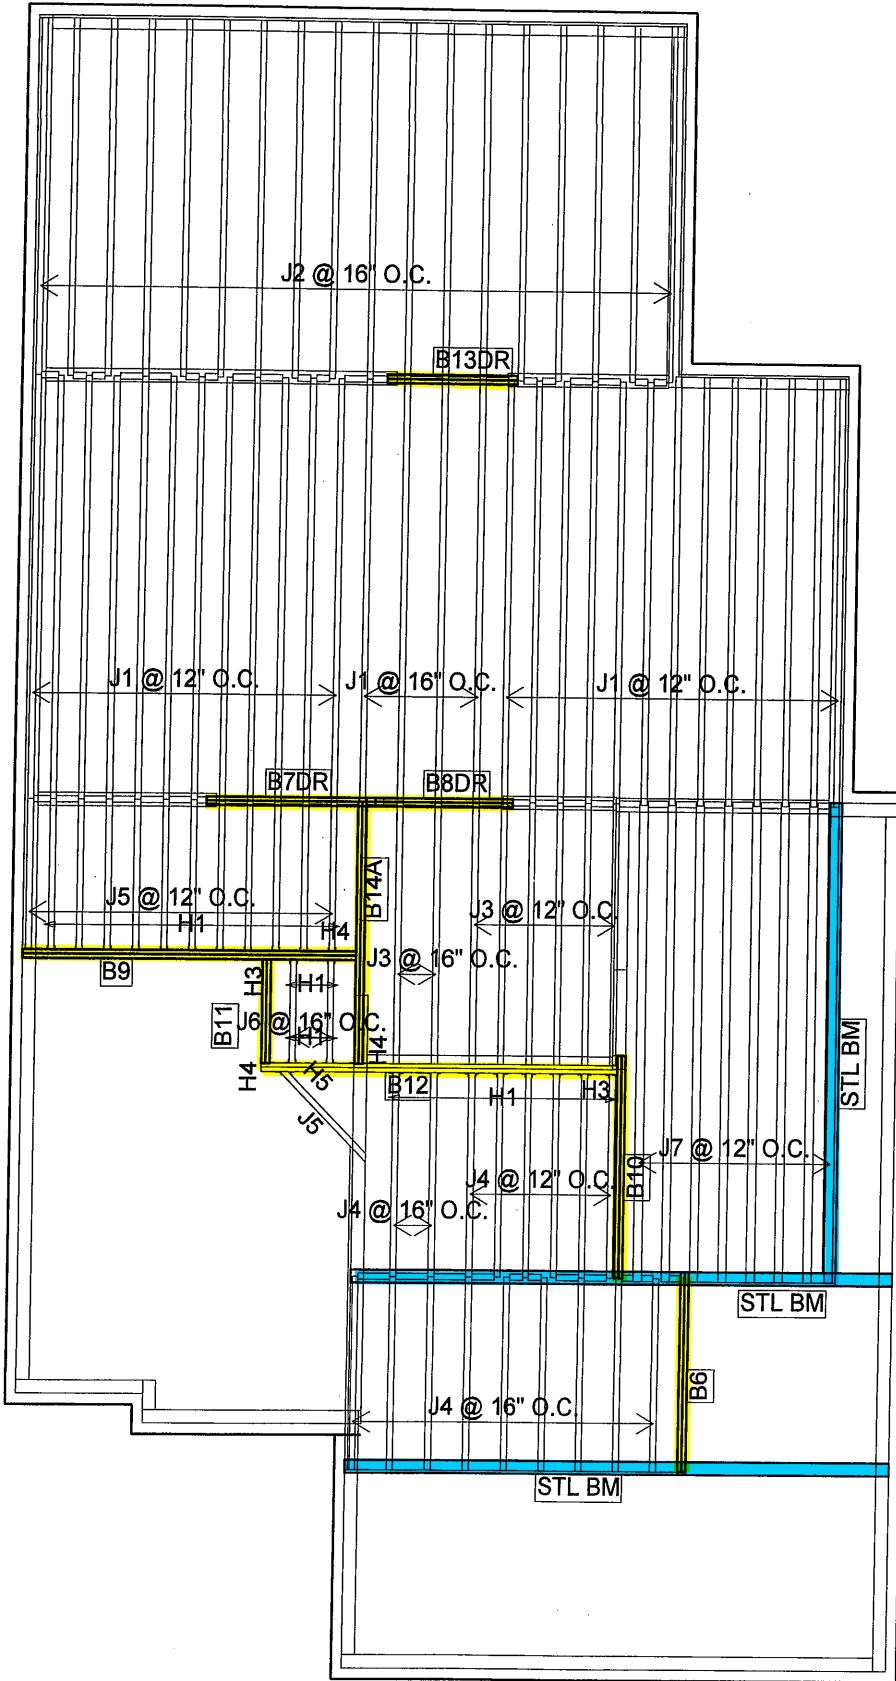 J2 @ 16" O.C.
B13DR
J1 @ 12" O.C.
J1 @ 16" O.C.
J1 @ 12" O.C.
B7DR
B8DR
B14A
J5 @ 12" O.C.
H1
H4
J3 @ 12" O.C.
J3 @ 16" O.C.
B9
H3
H1
B11
J6 @ 16" O.C.
H1
H4
H4
H5
B12
H1
H3
J5
STL BM
J7 @ 12" O.C.
B10
J4 @ 12" O.C.
J4 @ 16" O.C.
STL BM
B6
J4 @ 16" O.C.
STL BM